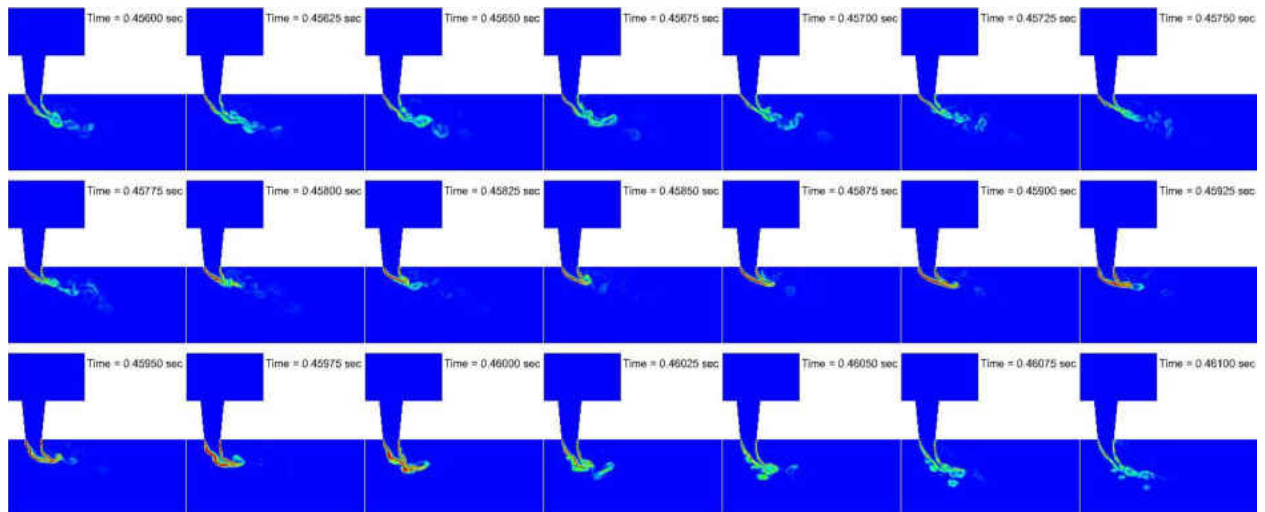 Time = 0.45600 sec
Time = 0.45625 sec
Time = 0.45650 sec
Time = 0.45675 sec
Time = 0.45700 sec
Time = 0.45725 sec
Time = 0.45750 sec
Time = 0.45775 sec
Time = 0.45800 sec
Time = 0.45825 sec
Time = 0.45850 sec
Time = 0.45875 sec
Time = 0.45900 sec
Time = 0.45925 sec
Time = 0.45950 sec
Time = 0.45975 sec
Time = 0.46000 sec
Time = 0.46025 sec
Time = 0.46050 sec
Time = 0.46075 sec
Time = 0.46100 sec